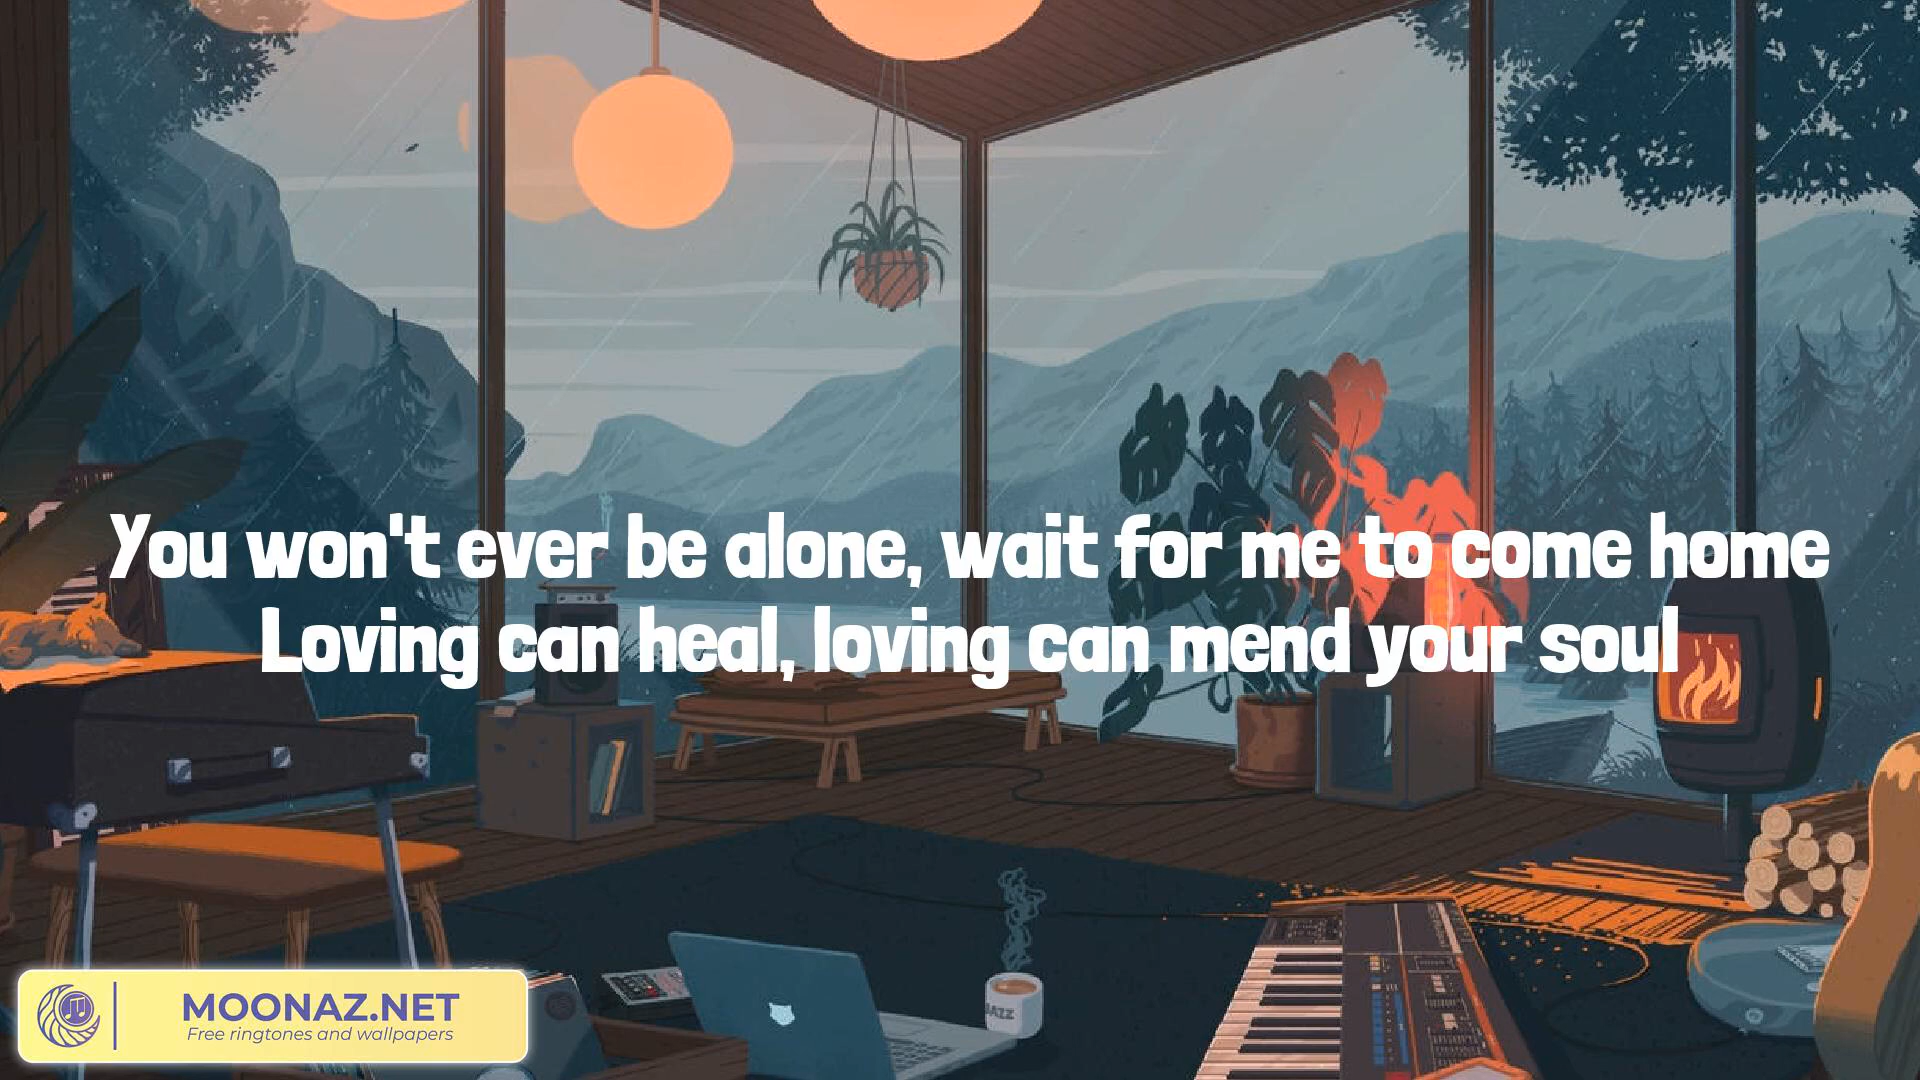 You won't ever be alone, wait for me to come home
Loving can heal, loving can mend your soul
JAZZ
MOONAZ.NET
Free ringtones and wallpapers